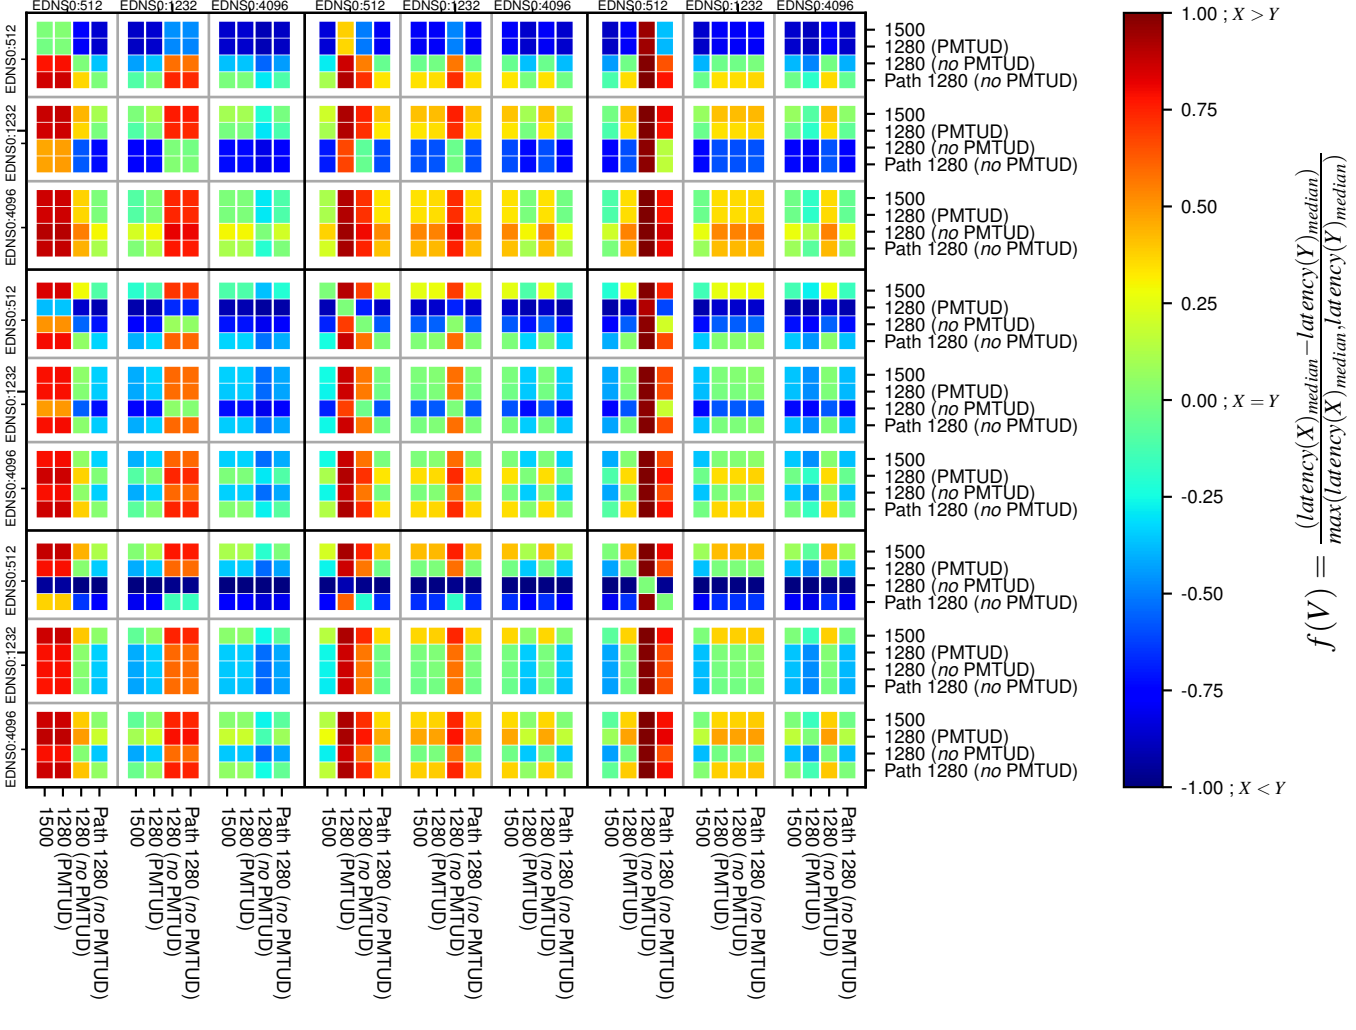 EDNS0:512 EDNS0:1232 EDNS0:4096 EDNS0:512 EDNS0:1232 EDNS0:4096 EDNS0:512 EDNS0:1232 EDNS0:4096
EDNS0:512
1500
1280 (PMTUD)
1280 (no PMTUD)
Path 1280 (no PMTUD)
EDNS0:1232
1500
1280 (PMTUD)
1280 (no PMTUD)
Path 1280 (no PMTUD)
EDNS0:4096
1500
1280 (PMTUD)
1280 (no PMTUD)
Path 1280 (no PMTUD)
EDNS0:512
1500
1280 (PMTUD)
1280 (no PMTUD)
Path 1280 (no PMTUD)
EDNS0:1232
1500
1280 (PMTUD)
1280 (no PMTUD)
Path 1280 (no PMTUD)
EDNS0:4096
1500
1280 (PMTUD)
1280 (no PMTUD)
Path 1280 (no PMTUD)
EDNS0:512
1500
1280 (PMTUD)
1280 (no PMTUD)
Path 1280 (no PMTUD)
EDNS0:1232
1500
1280 (PMTUD)
1280 (no PMTUD)
Path 1280 (no PMTUD)
EDNS0:4096
1500
1280 (PMTUD)
1280 (no PMTUD)
Path 1280 (no PMTUD)
1500
1280 (PMTUD)
1280 (no PMTUD)
Path 1280 (no PMTUD)
1500
1280 (PMTUD)
1280 (no PMTUD)
Path 1280 (no PMTUD)
1500
1280 (PMTUD)
1280 (no PMTUD)
Path 1280 (no PMTUD)
1500
1280 (PMTUD)
1280 (no PMTUD)
Path 1280 (no PMTUD)
1500
1280 (PMTUD)
1280 (no PMTUD)
Path 1280 (no PMTUD)
1500
1280 (PMTUD)
1280 (no PMTUD)
Path 1280 (no PMTUD)
1500
1280 (PMTUD)
1280 (no PMTUD)
Path 1280 (no PMTUD)
1500
1280 (PMTUD)
1280 (no PMTUD)
Path 1280 (no PMTUD)
1500
1280 (PMTUD)
1280 (no PMTUD)
Path 1280 (no PMTUD)
1.00 ; X > Y
0.75
0.50
0.25
0.00 ; X = Y
-0.25
-0.50
-0.75
-1.00 ; X < Y
f(V) = (latency(X)median−latency(Y)median) / max(latency(X)median,latency(Y)median)